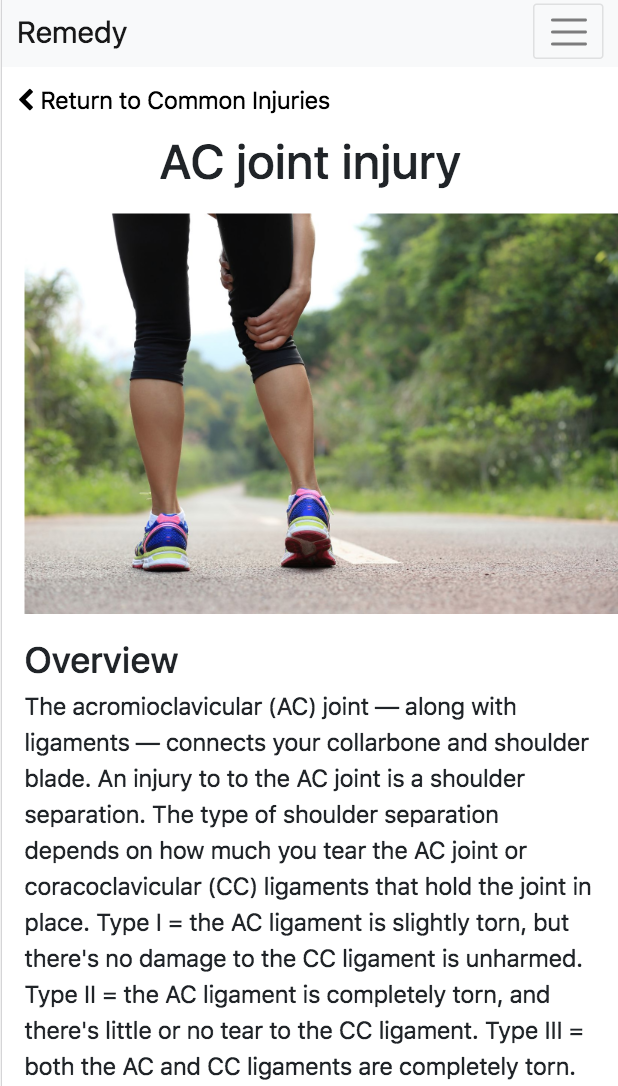 Remedy
Return to Common Injuries
AC joint injury
Overview
The acromioclavicular (AC) joint — along with
ligaments — connects your collarbone and shoulder
blade. An injury to to the AC joint is a shoulder
separation. The type of shoulder separation
depends on how much you tear the AC joint or
coracoclavicular (CC) ligaments that hold the joint in
place. Type I = the AC ligament is slightly torn, but
there's no damage to the CC ligament is unharmed.
Type II = the AC ligament is completely torn, and
there's little or no tear to the CC ligament. Type III =
both the AC and CC ligaments are completely torn.